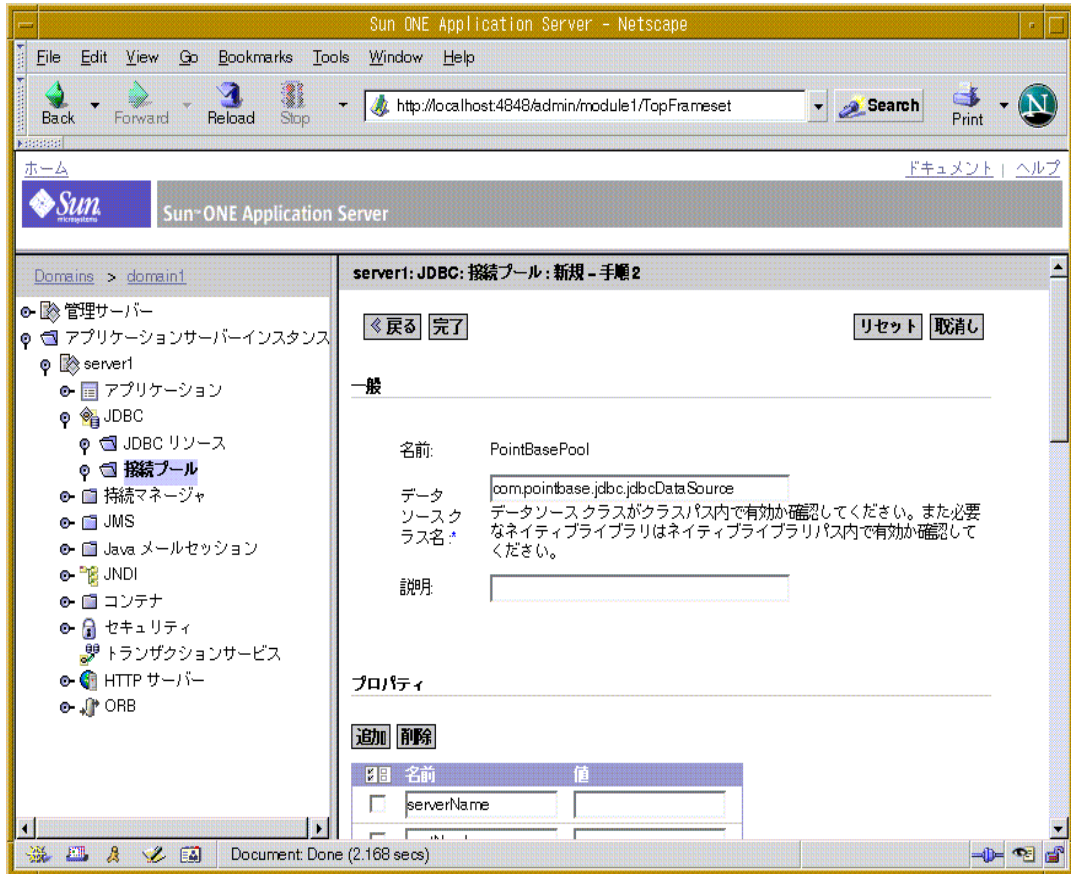 Sun ONE Application Server - Netscape
File Edit View Go Bookmarks Tools Window Help
Back Forward Reload Stop http://localhost:4848/admin/module1/TopFrameset Search Print N
ホーム ドキュメント | ヘルプ
Sun microsystems Sun ONE Application Server
Domains > domain1
管理サーバー
アプリケーションサーバーインスタンス
server1
アプリケーション
JDBC
JDBC リソース
接続プール
持続マネージャ
JMS
Java メールセッション
JNDI
コンテナ
セキュリティ
トランザクションサービス
HTTP サーバー
ORB
server1: JDBC: 接続プール : 新規 – 手順2
戻る 完了 リセット 取消し
一般
名前: PointBasePool
データ
ソースク
ラス名:*
com.pointbase.jdbc.jdbcDataSource
データソースクラスがクラスパス内で有効か確認してください。また必要
なネイティブライブラリはネイティブライブラリパス内で有効か確認して
ください。
説明:
プロパティ
追加 削除
名前 値
serverName
Document: Done (2.168 secs)